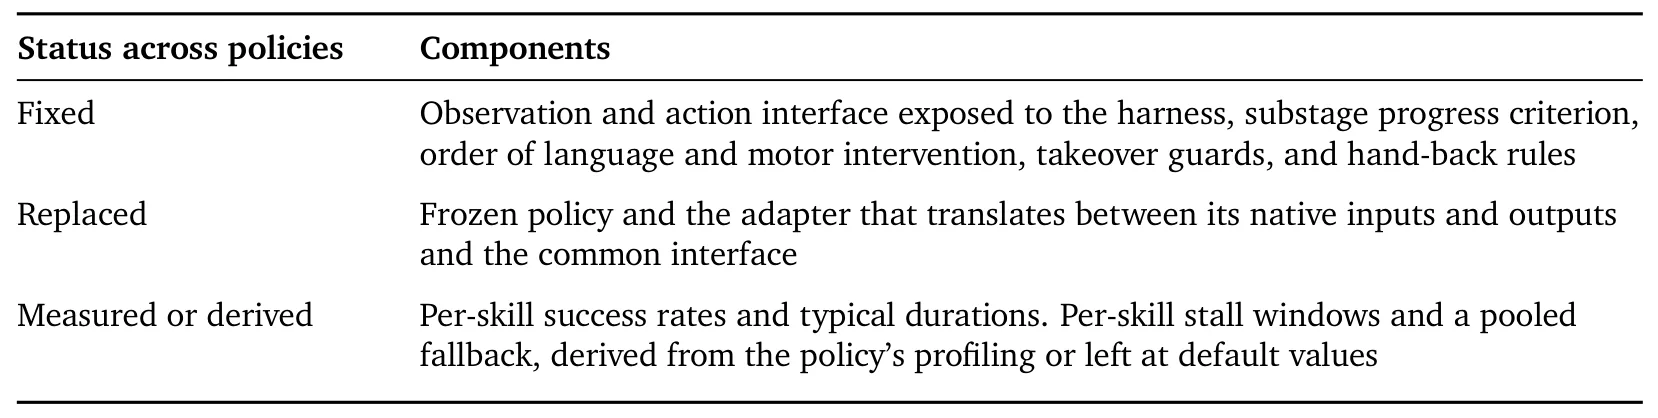 Status across policies Components
Fixed Observation and action interface exposed to the harness, substage progress criterion,
order of language and motor intervention, takeover guards, and hand-back rules
Replaced Frozen policy and the adapter that translates between its native inputs and outputs
and the common interface
Measured or derived Per-skill success rates and typical durations. Per-skill stall windows and a pooled
fallback, derived from the policy’s profiling or left at default values